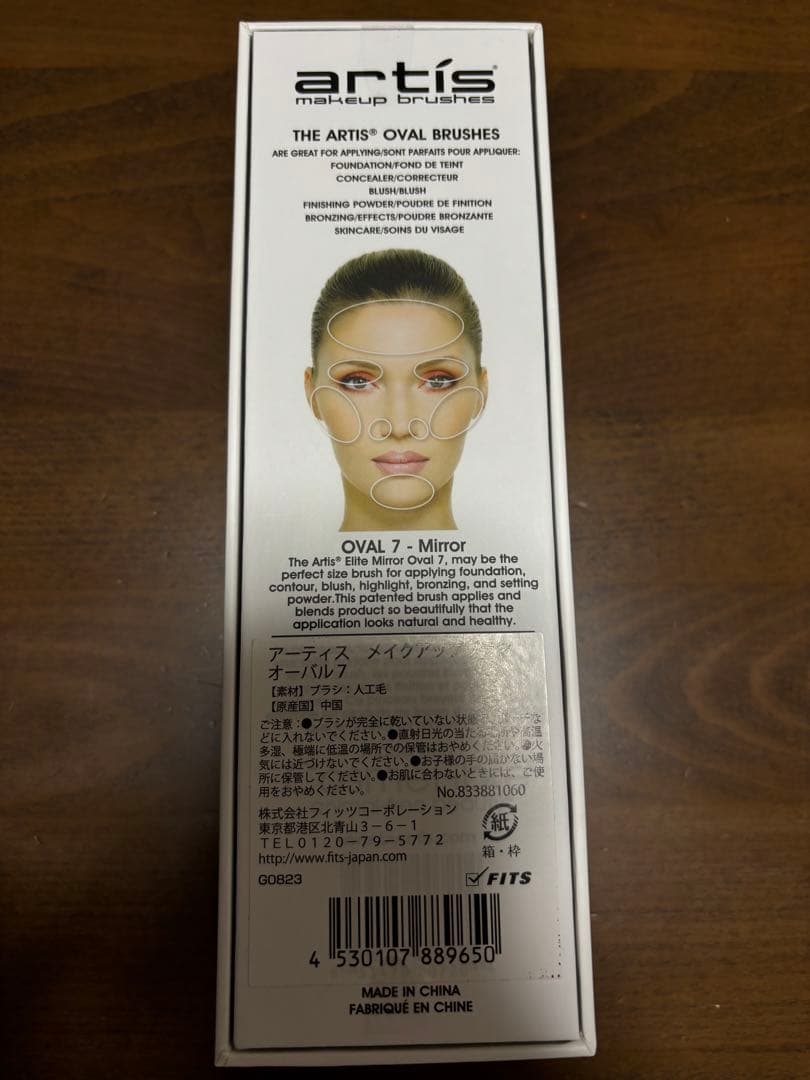 artís®
makeup brushes
THE ARTIS® OVAL BRUSHES
ARE GREAT FOR APPLYING/SONT PARFAITS POUR APPLIQUER:
FOUNDATION/FOND DE TEINT
CONCEALER/CORRECTEUR
BLUSH/BLUSH
FINISHING POWDER/POUDRE DE FINITION
BRONZING/EFFECTS/POUDRE BRONZANTE
SKINCARE/SOINS DU VISAGE
OVAL 7 - Mirror
The Artis® Elite Mirror Oval 7, may be the
perfect size brush for applying foundation,
contour, blush, highlight, bronzing, and setting
powder.This patented brush applies and
blends product so beautifully that the
application looks natural and healthy.
アーティス メイクアップ
オーバル7
【素材】ブラシ:人工毛
【原産国】中国
ご注意:●ブラシが完全に乾いていない状態 な
どに入れないでください。●直射日光の当た 高温
多湿、極端に低温の場所での保管はおやめください。●火
気には近づけないでください。●お子様の手の届かない場
所に保管してください。●お肌に合わないときには、ご使
用をおやめください。
No.833881060
株式会社フィッツコーポレーション
東京都港区北青山3-6-1
TEL0120-79-5772
http://www.fits-japan.com
紙
箱・枠
G0823
FITS
4 530107 889650
MADE IN CHINA
FABRIQUÉ EN CHINE